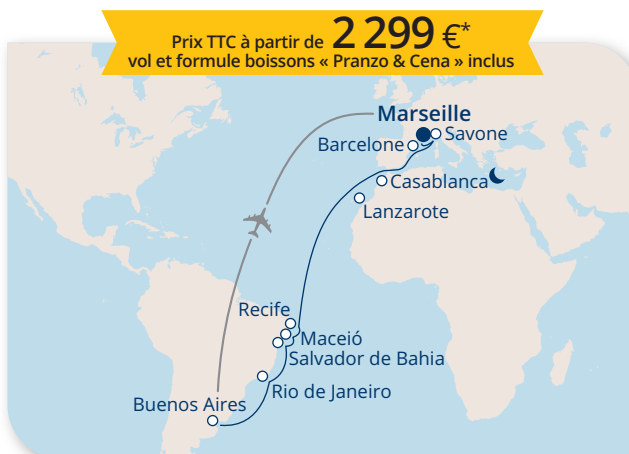 Prix TTC à partir de 2 299 €*
vol et formule boissons « Pranzo & Cena » inclus
Marseille
Savone
Barcelone
Casablanca
Lanzarote
Recife
Maceió
Salvador de Bahia
Rio de Janeiro
Buenos Aires